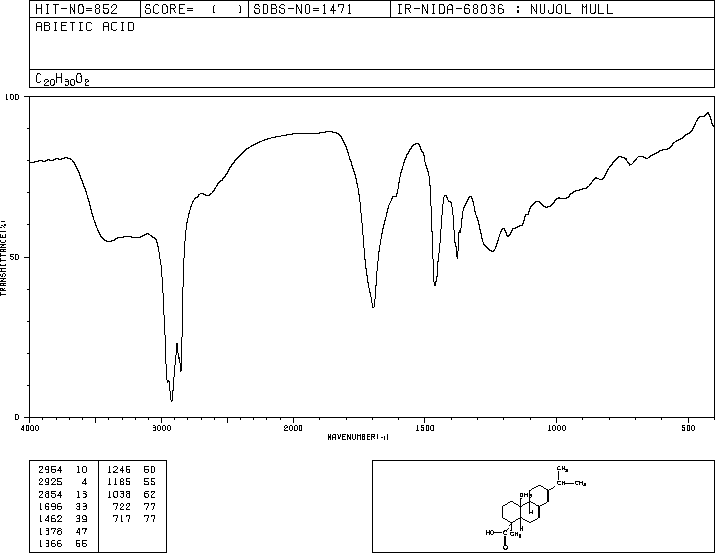 HIT-NO=852 SCORE= ( ) SDBS-NO=1471 IR-NIDA-68036 : NUJOL MULL
ABIETIC ACID
C20H30O2
100
50
0
TRANSMITTANCE(%)
4000 3000 2000 1500 1000 500
WAVENUMBER(-1)
2964 10 1246 50
2925 4 1185 55
2854 13 1038 62
1696 33 722 77
1462 39 717 77
1378 47
1366 55
CH3
CH—CH3
CH3
H
H
HO—C
CH3
O